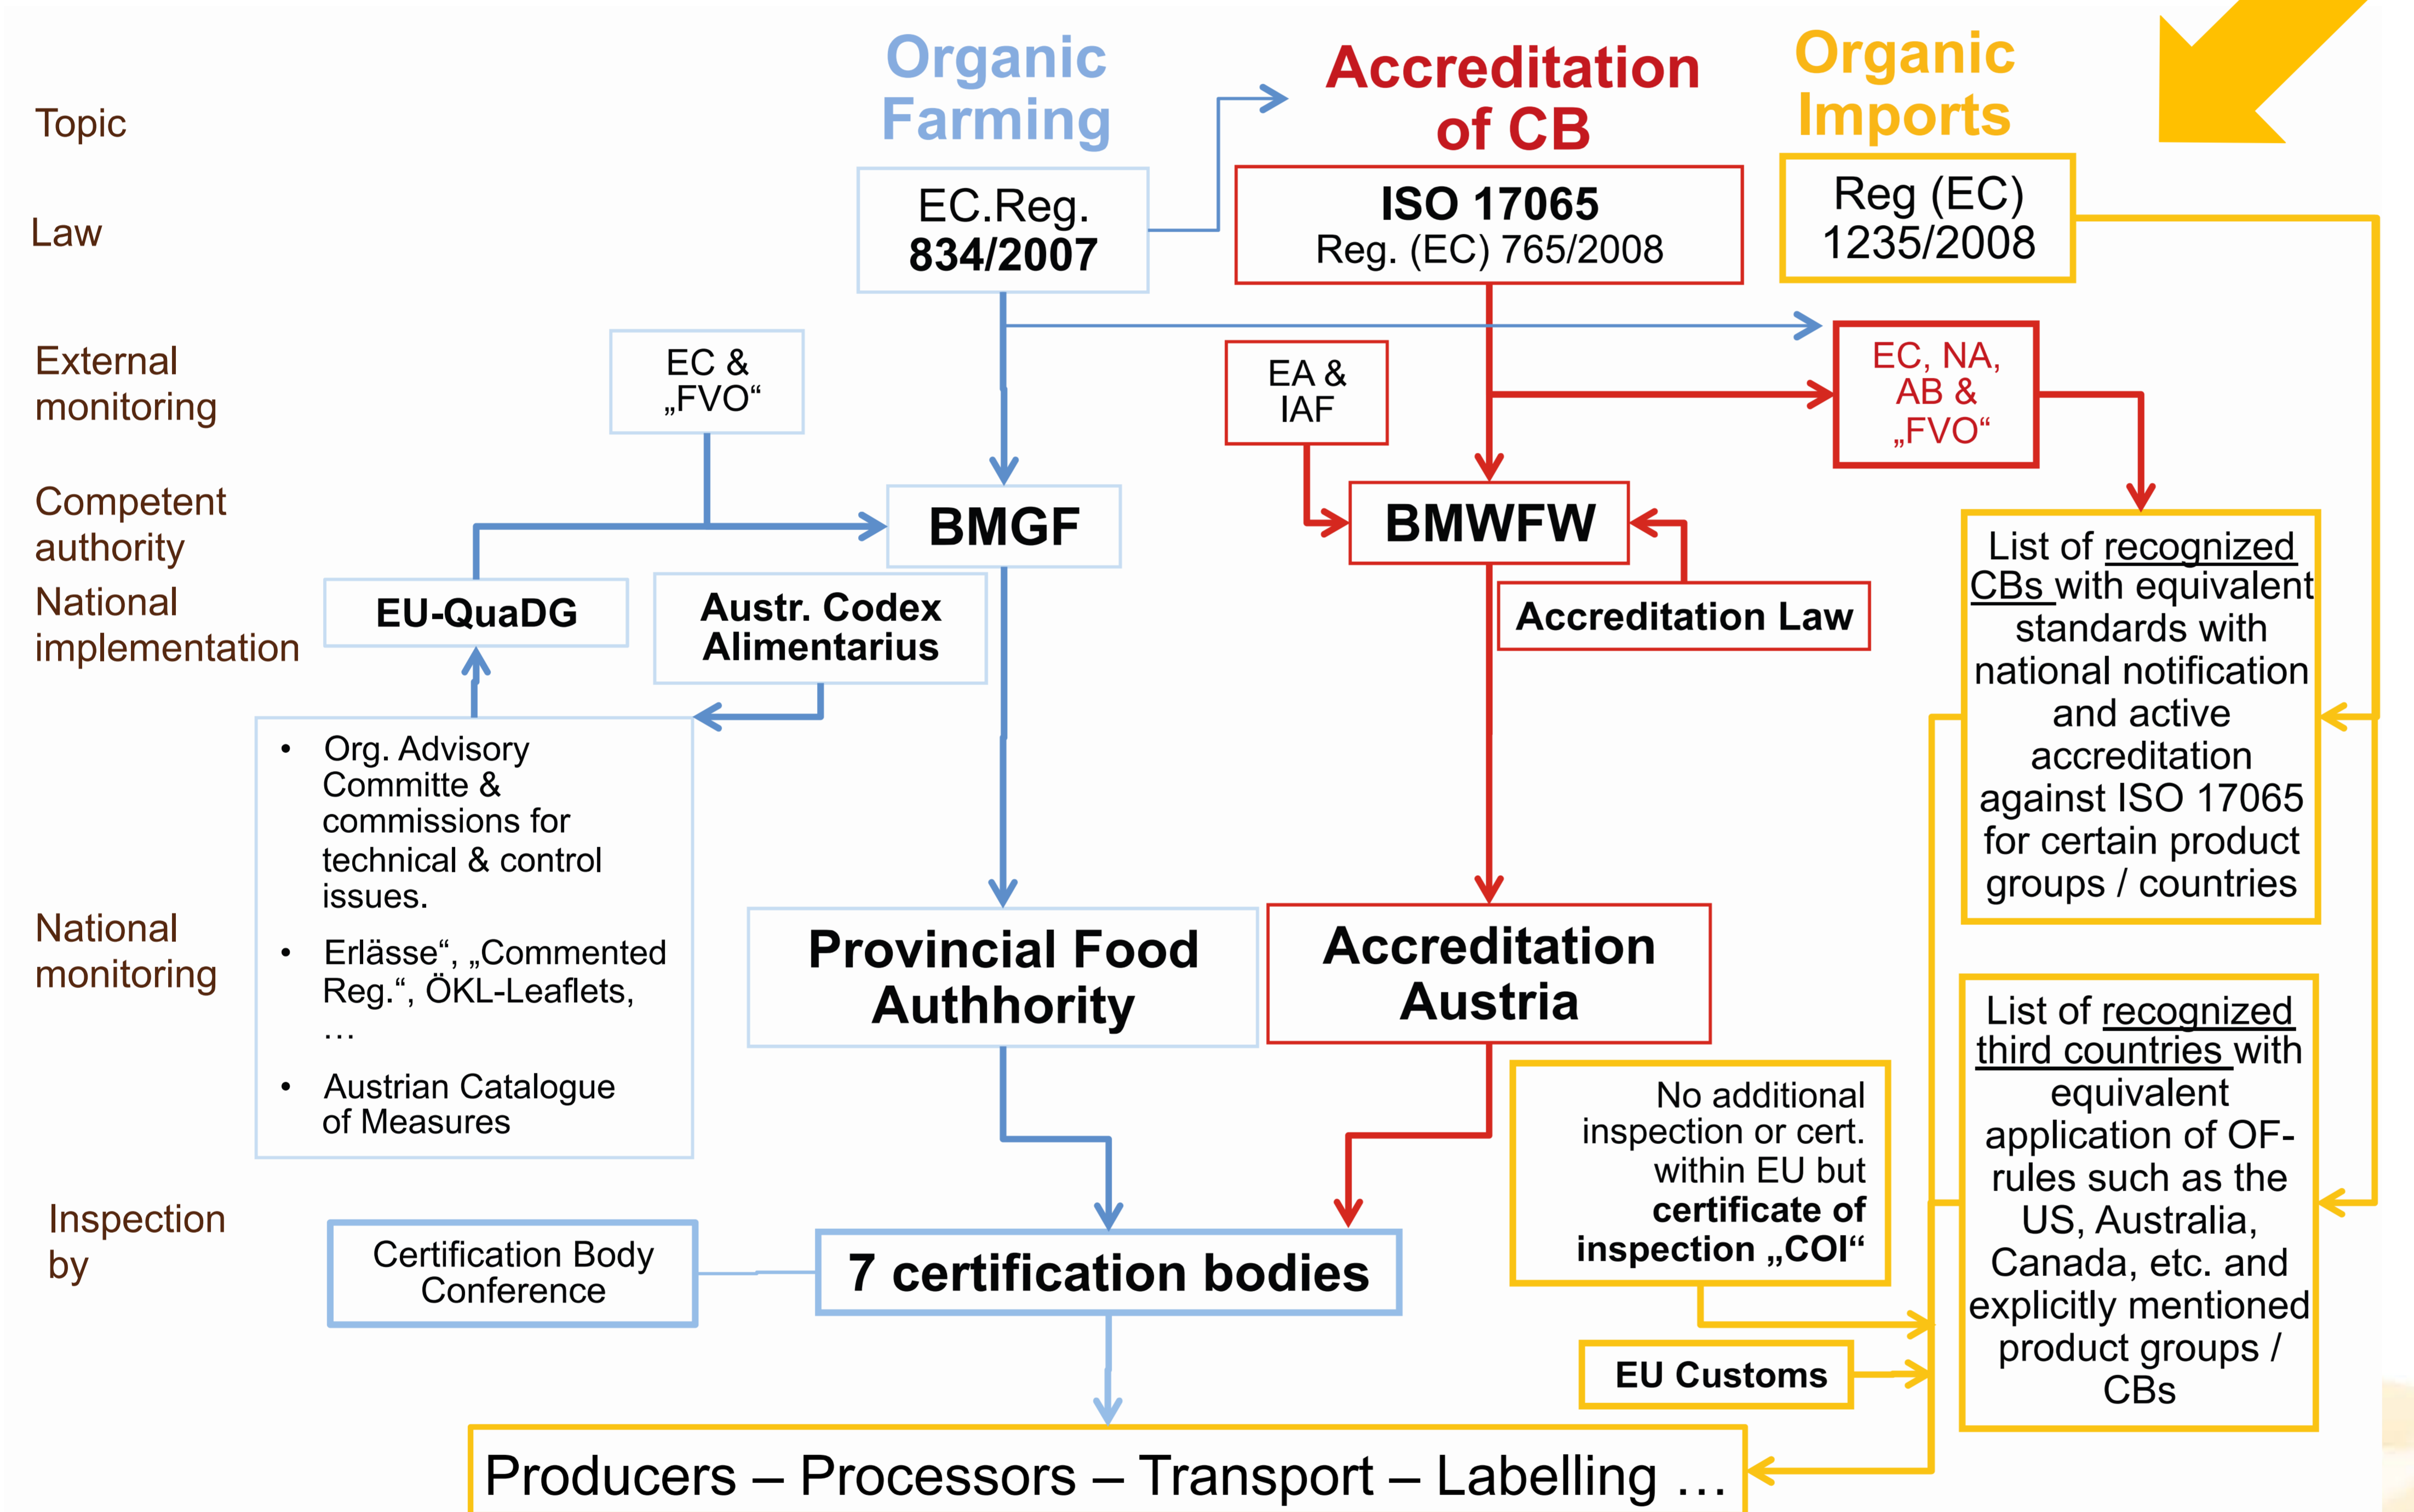 Organic
Farming
Accreditation
of CB
Organic
Imports
Topic
Law
EC.Reg.
834/2007
ISO 17065
Reg. (EC) 765/2008
Reg (EC)
1235/2008
External
monitoring
EC &
„FVO“
EA &
IAF
EC, NA,
AB &
„FVO“
Competent
authority
BMGF
BMWFW
National
implementation
EU-QuaDG
Austr. Codex
Alimentarius
Accreditation Law
List of recognized
CBs with equivalent
standards with
national notification
and active
accreditation
against ISO 17065
for certain product
groups / countries
• Org. Advisory
Committe &
commissions for
technical & control
issues.
• Erlässe“, „Commented
Reg.“, ÖKL-Leaflets,
…
• Austrian Catalogue
of Measures
National
monitoring
Provincial Food
Authhority
Accreditation
Austria
List of recognized
third countries with
equivalent
application of OF-
rules such as the
US, Australia,
Canada, etc. and
explicitly mentioned
product groups /
CBs
No additional
inspection or cert.
within EU but
certificate of
inspection „COI“
Inspection
by
Certification Body
Conference
7 certification bodies
EU Customs
Producers – Processors – Transport – Labelling …